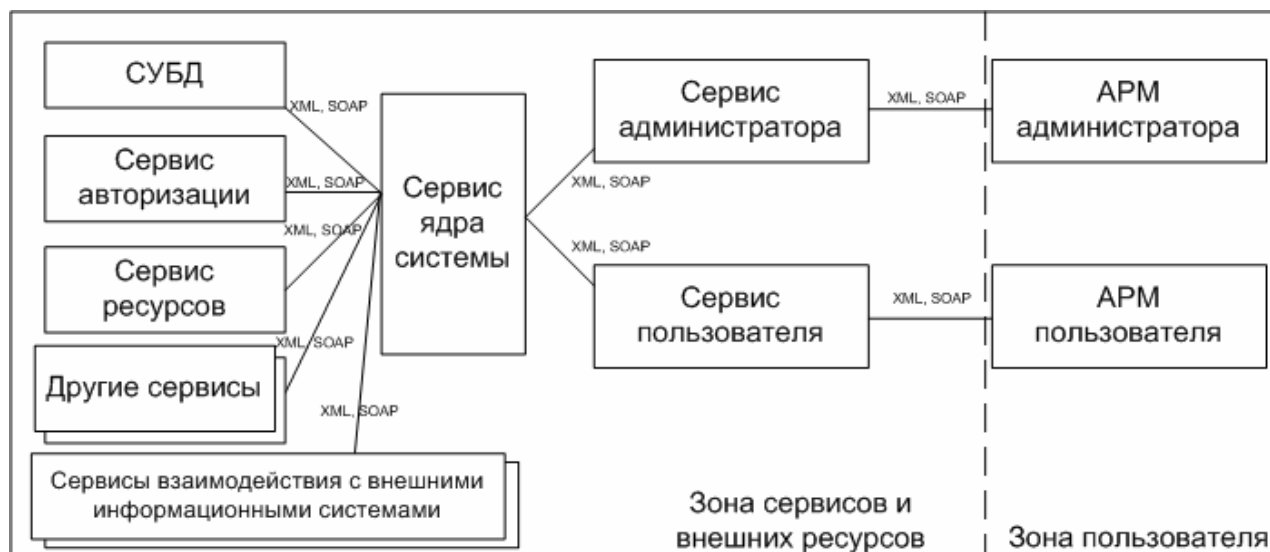 СУБД
XML, SOAP
Сервис
авторизации
XML, SOAP
Сервис
ресурсов
XML, SOAP
Другие сервисы
XML, SOAP
Сервисы взаимодействия с внешними
информационными системами
XML, SOAP
Сервис
ядра
системы
XML, SOAP
XML, SOAP
Сервис
администратора
XML, SOAP
АРМ
администратора
Сервис
пользователя
XML, SOAP
АРМ
пользователя
Зона сервисов и
внешних ресурсов
Зона пользователя